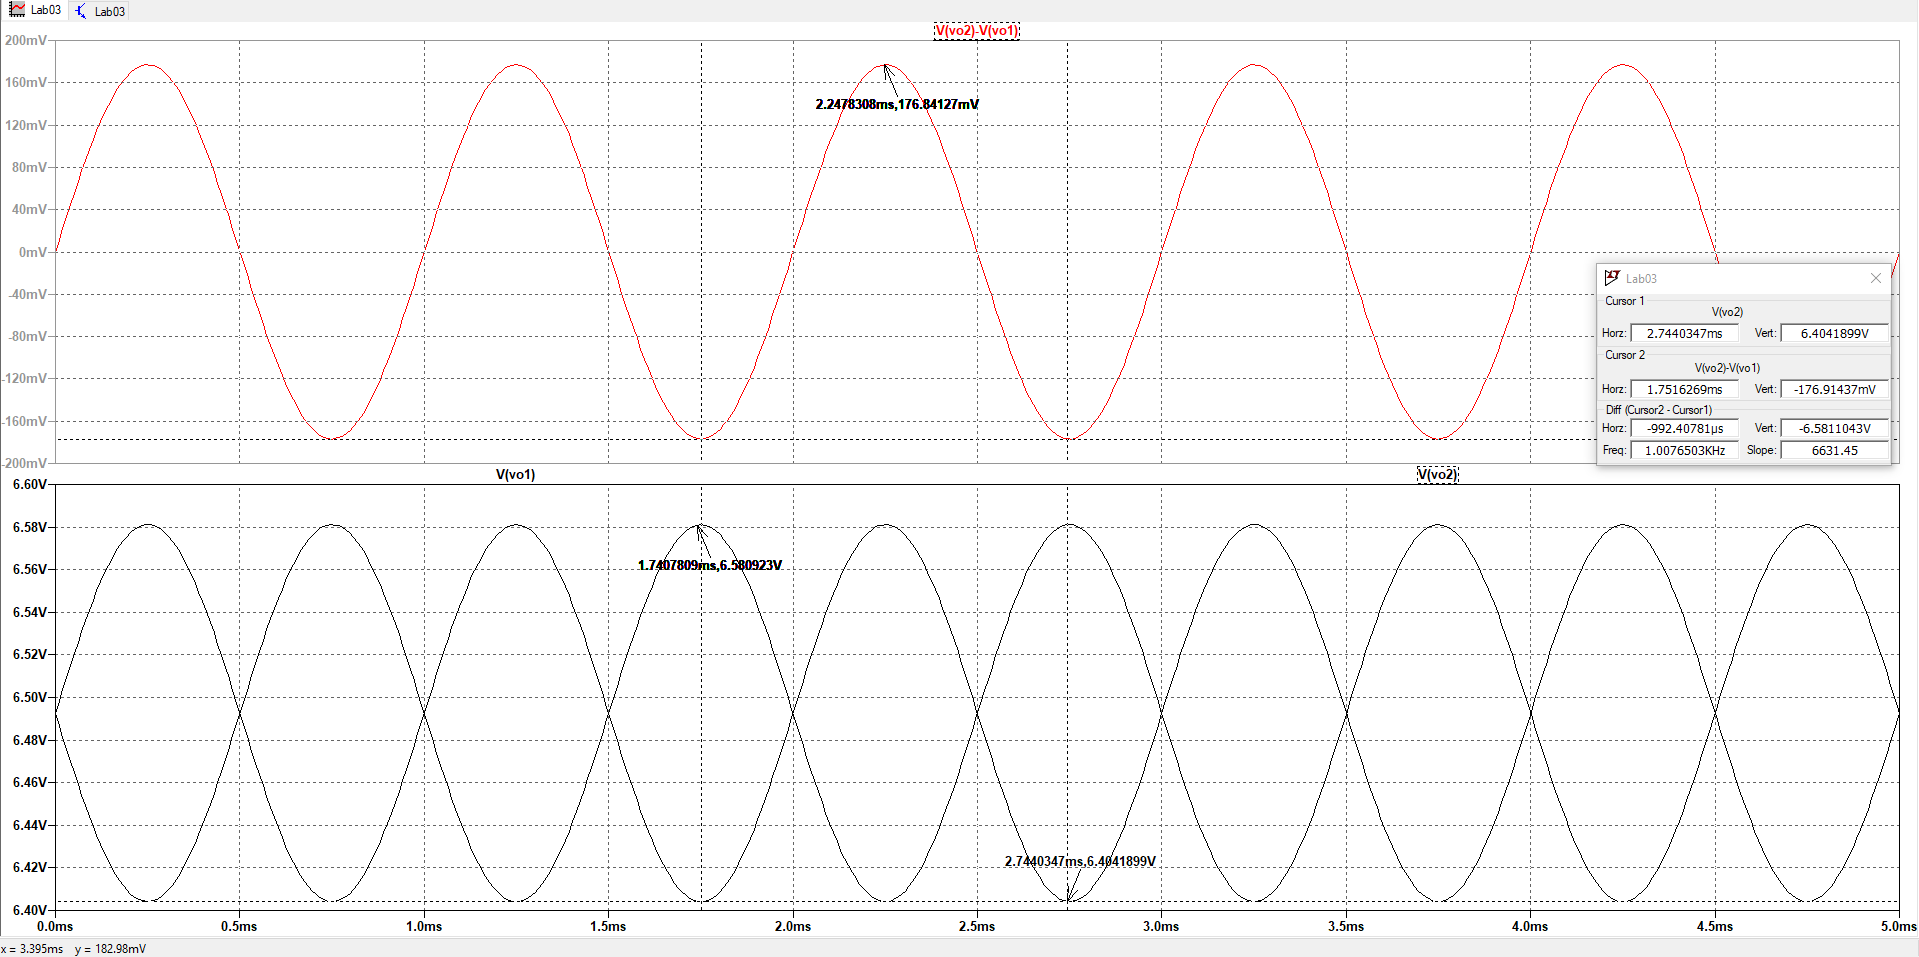 Lab03 Lab03
V(vo2)-V(vo1)
200mV
160mV
2.2478308ms,176.84127mV
120mV
80mV
40mV
0mV
-40mV
-80mV
-120mV
-160mV
-200mV
Lab03
Cursor 1
V(vo2)
Horz: 2.7440347ms Vert: 6.4041899V
Cursor 2
V(vo2)-V(vo1)
Horz: 1.7516269ms Vert: -176.91437mV
Diff (Cursor2 - Cursor1)
Horz: -992.40781µs Vert: -6.5811043V
Freq: 1.0076503KHz Slope: 6631.45
V(vo1) V(vo2)
6.60V
6.58V
1.7407809ms,6.580923V
6.56V
6.54V
6.52V
6.50V
6.48V
6.46V
6.44V
2.7440347ms,6.4041899V
6.42V
6.40V
0.0ms 0.5ms 1.0ms 1.5ms 2.0ms 2.5ms 3.0ms 3.5ms 4.0ms 4.5ms 5.0ms
x = 3.395ms y = 182.98mV